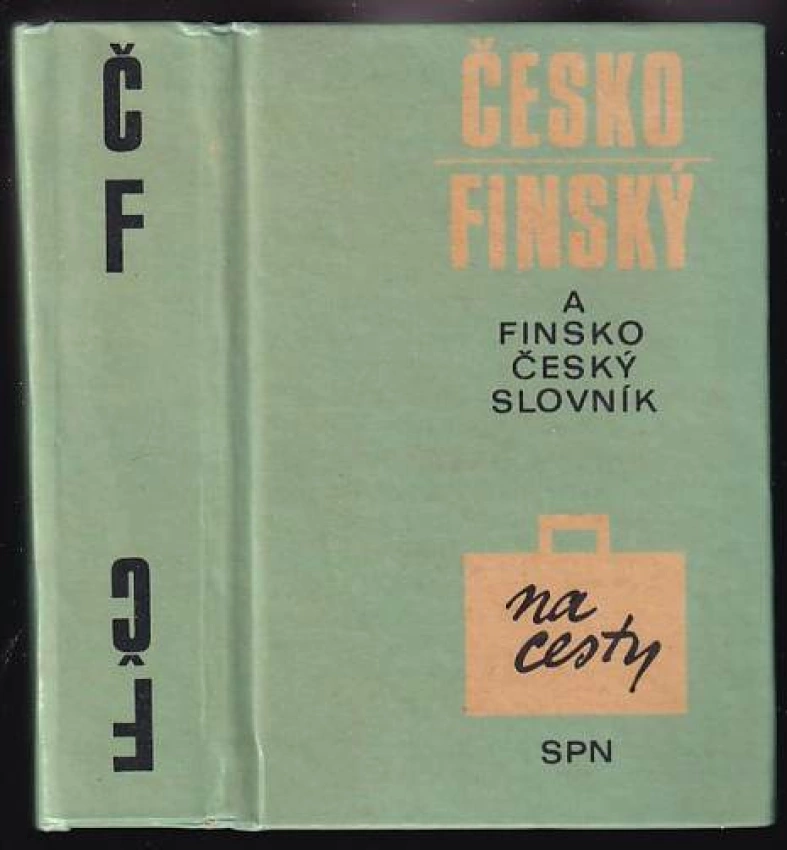 Č
F
Č
F
ČESKO
FINSKÝ
A
FINSKO
ČESKÝ
SLOVNÍK
na
cesty
SPN